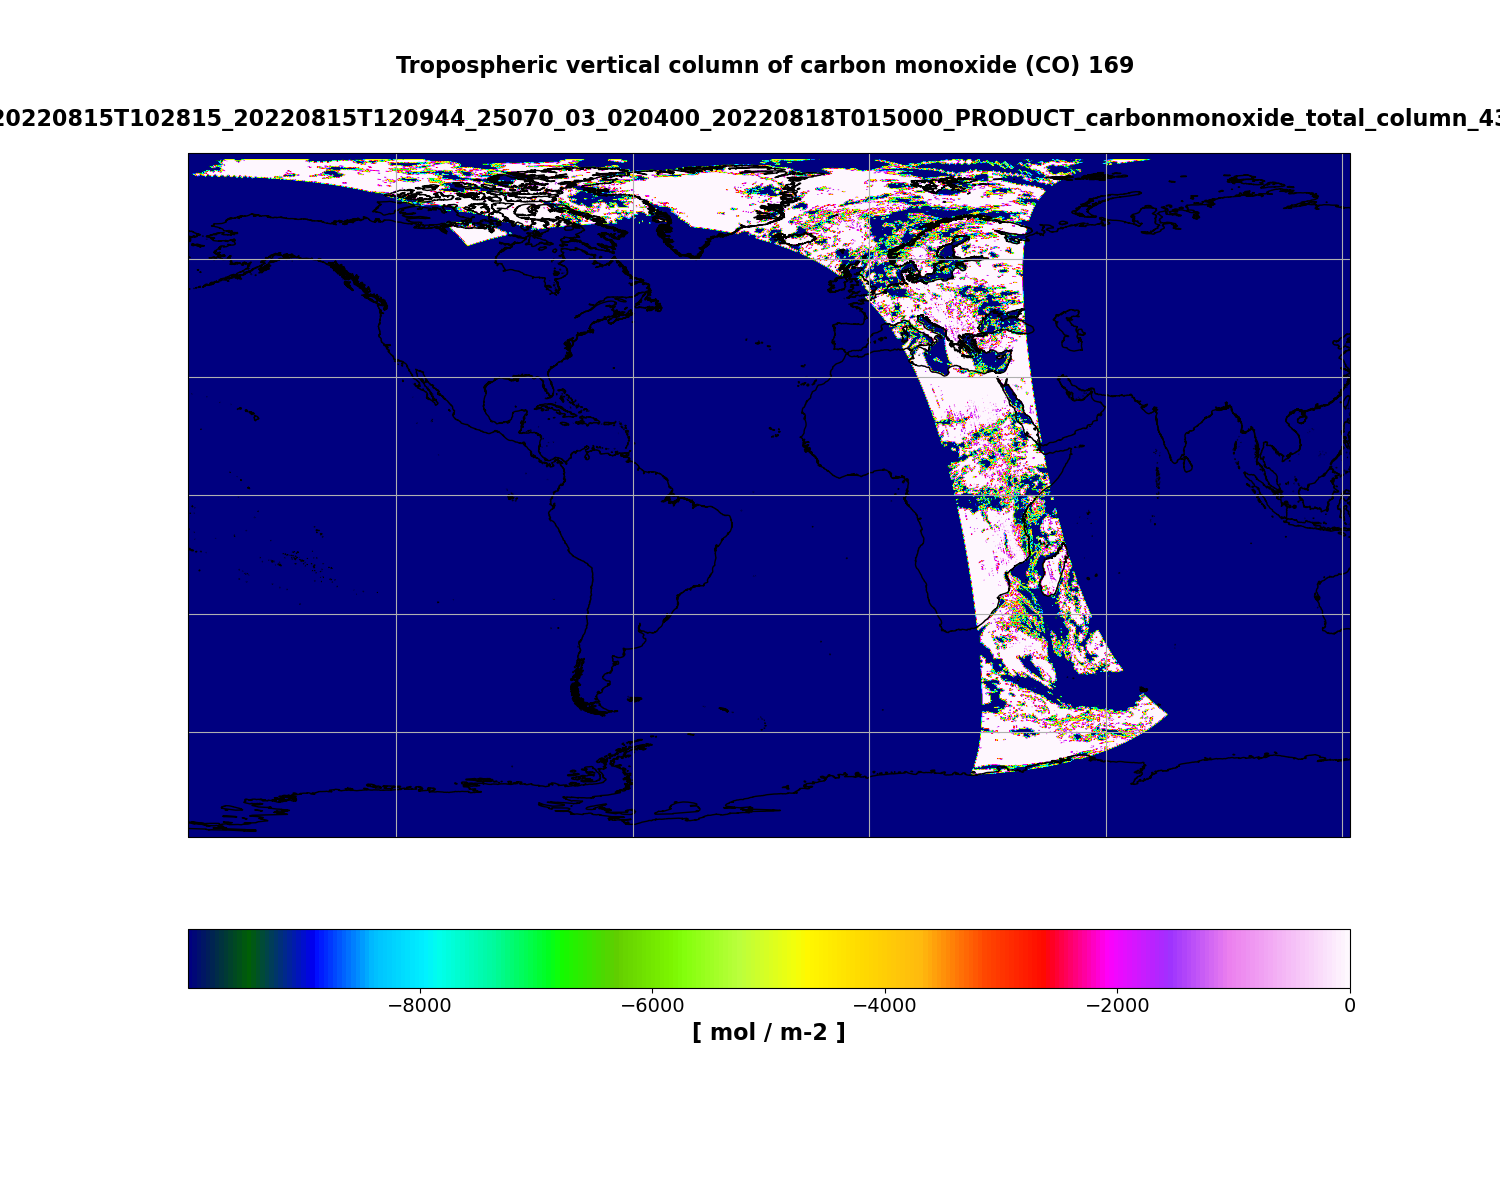 Tropospheric vertical column of carbon monoxide (CO) 169
20220815T102815_20220815T120944_25070_03_020400_20220818T015000_PRODUCT_carbonmonoxide_total_column_43
−8000 −6000 −4000 −2000 0
[ mol / m-2 ]